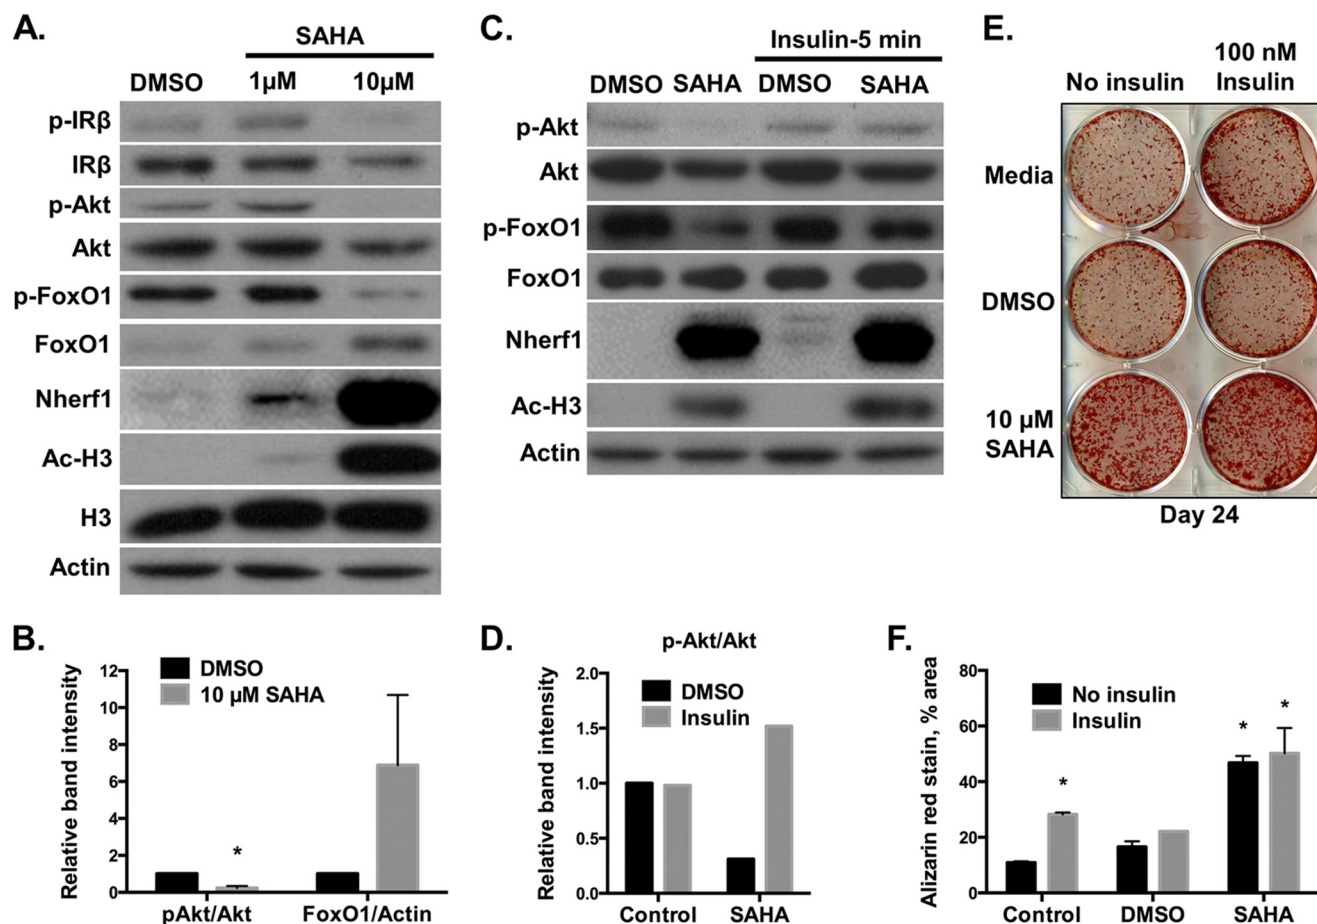 A.
SAHA
DMSO 1µM 10µM
p-IRβ
IRβ
p-Akt
Akt
p-FoxO1
FoxO1
Nherf1
Ac-H3
H3
Actin
B.
DMSO
10 µM SAHA
Relative band intensity
12
10
8
6
4
2
0
pAkt/Akt FoxO1/Actin
C.
Insulin-5 min
DMSO SAHA DMSO SAHA
p-Akt
Akt
p-FoxO1
FoxO1
Nherf1
Ac-H3
Actin
D.
p-Akt/Akt
DMSO
Insulin
Relative band intensity
2.0
1.5
1.0
0.5
0.0
Control SAHA
E.
100 nM
No insulin Insulin
Media
DMSO
10 µM
SAHA
Day 24
F.
No insulin
Insulin
Alizarin red stain, % area
80
60
40
20
0
Control DMSO SAHA